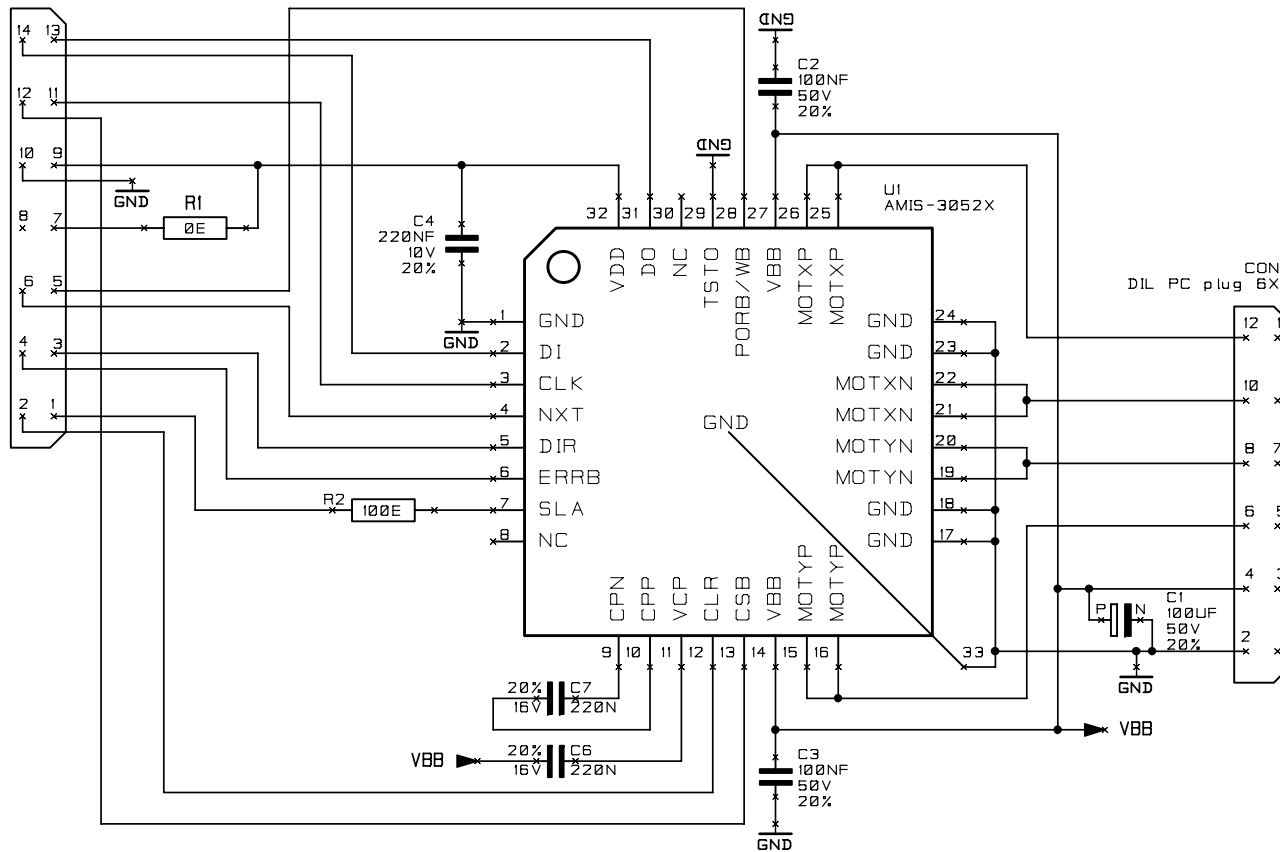 14 13
12 11
10 9
8 7
6 5
4 3
2 1
GND
R1
0E
C4
220NF
10V
20%
GND
GND
C2
100NF
50V
20%
GND
U1
AMIS-3052X
32 31 30 29 28 27 26 25
VDD DO NC TSTO PORB/WB VBB MOTXP MOTXP
1 GND
2 DI
3 CLK
4 NXT
5 DIR
6 ERRB
7 SLA
8 NC
R2
100E
GND
GND 24
GND 23
MOTXN 22
MOTXN 21
MOTYN 20
MOTYN 19
GND 18
GND 17
CPN CPP VCP CLR CSB VBB MOTYP MOTYP
9 10 11 12 13 14 15 16
33
20% C7
16V 220N
VBB
20% C6
16V 220N
C3
100NF
50V
20%
GND
CON
DIL PC plug 6X
12 1
10
8 7
6 5
4 3
2
P N
C1
100UF
50V
20%
GND
VBB